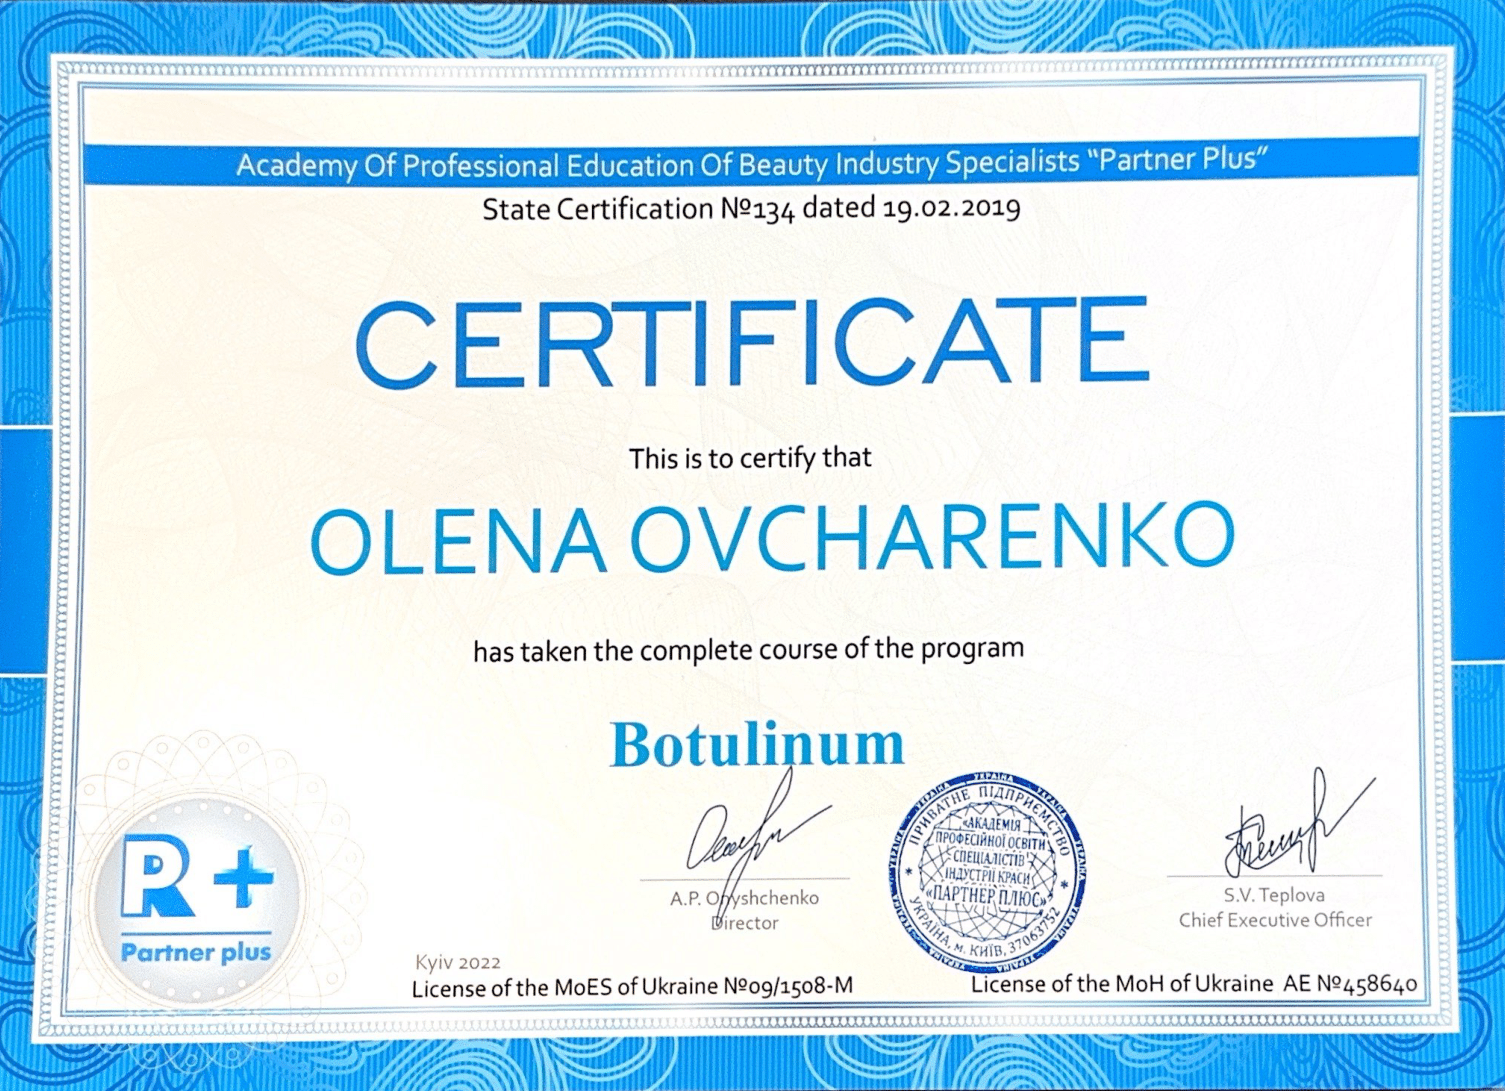 Academy Of Professional Education Of Beauty Industry Specialists “Partner Plus”
State Certification №134 dated 19.02.2019
CERTIFICATE
This is to certify that
OLENA OVCHARENKO
has taken the complete course of the program
Botulinum
R+
Partner plus
A.P. Onyshchenko
Director
УКРАЇНА УКРАЇНА УКРАЇНА
ПРИВАТНЕ ПІДПРИЄМСТВО
«АКАДЕМІЯ
ПРОФЕСІЙНОЇ ОСВІТИ
СПЕЦІАЛІСТІВ
ІНДУСТРІЇ КРАСИ
«ПАРТНЕР ПЛЮС»
УКРАЇНА, м. КИЇВ, 37063752
S.V. Teplova
Chief Executive Officer
Kyiv 2022
License of the MoES of Ukraine №09/1508-M
License of the MoH of Ukraine AE №458640